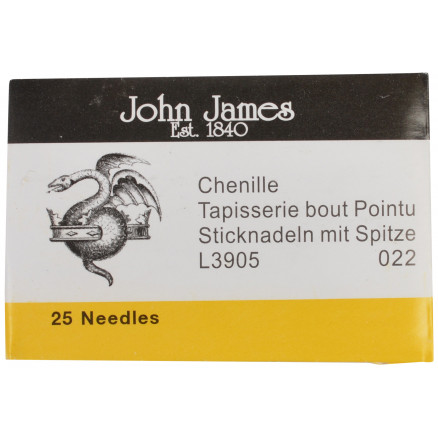 John James
Est. 1840
Chenille
Tapisserie bout Pointu
Sticknadeln mit Spitze
L3905 022
25 Needles